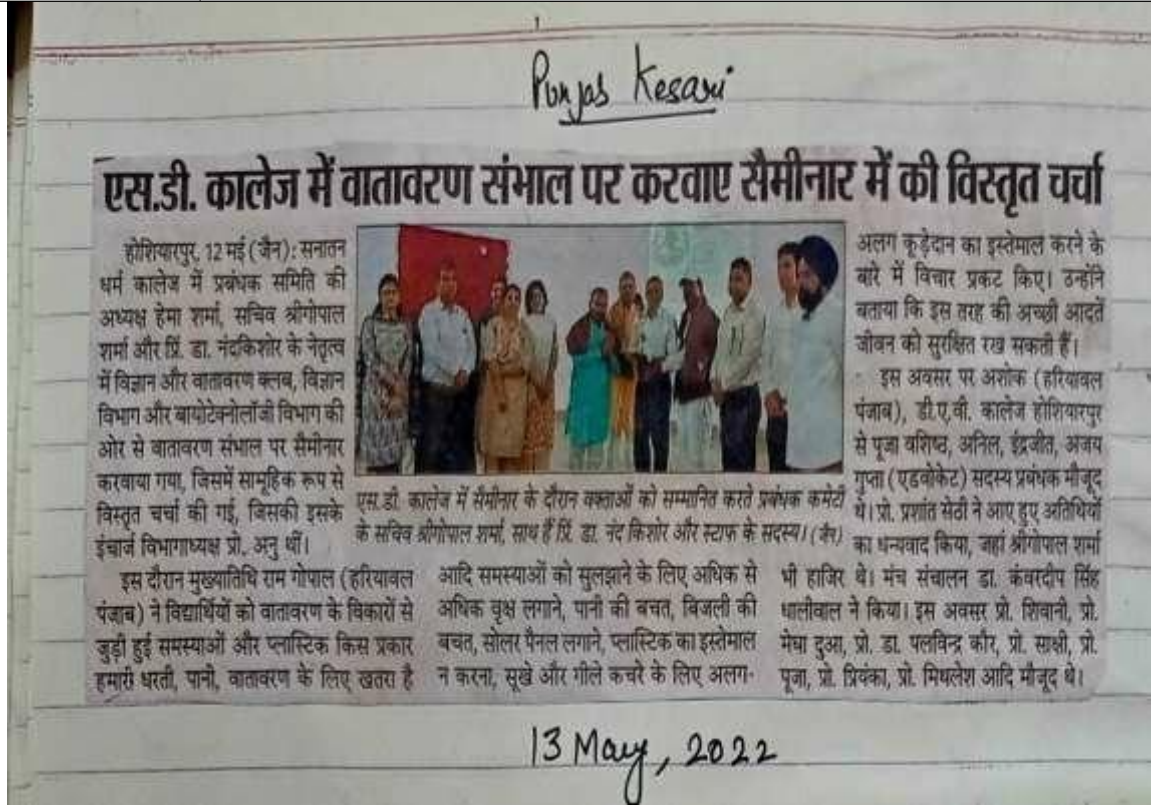 Punjab Kesari
एस.डी. कालेज में वातावरण संभाल पर करवाए सैमीनार में की विस्तृत चर्चा
होशियारपुर, 12 मई (जैन): सनातन
धर्म कालेज में प्रबंधक समिति की
अध्यक्ष हेमा शर्मा, सचिव श्रीगोपाल
शर्मा और प्रिं. डा. नंदकिशोर के नेतृत्व
में विज्ञान और वातावरण क्लब, विज्ञान
विभाग और बायोटेक्नोलॉजी विभाग की
ओर से वातावरण संभाल पर सैमीनार
करवाया गया, जिसमें सामूहिक रूप से
विस्तृत चर्चा की गई, जिसकी इसके
इंचार्ज विभागाध्यक्ष प्रो. अनु थीं।
इस दौरान मुख्यातिथि राम गोपाल (हरियावल
पंजाब) ने विद्यार्थियों को वातावरण के विकारों से
जुड़ी हुई समस्याओं और प्लास्टिक किस प्रकार
हमारी धरती, पानी, वातावरण के लिए खतरा है
एस.डी. कालेज में सैमीनार के दौरान वक्ताओं को सम्मानित करते प्रबंधक कमेटी
के सचिव श्रीगोपाल शर्मा, साथ हैं प्रिं. डा. नंद किशोर और स्टाफ के सदस्य। (जैन)
आदि समस्याओं को सुलझाने के लिए अधिक से
अधिक वृक्ष लगाने, पानी की बचत, बिजली की
बचत, सोलर पैनल लगाने, प्लास्टिक का इस्तेमाल
न करना, सूखे और गीले कचरे के लिए अलग-
अलग कूड़ेदान का इस्तेमाल करने के
बारे में विचार प्रकट किए। उन्होंने
बताया कि इस तरह की अच्छी आदतें
जीवन को सुरक्षित रख सकती हैं।
इस अवसर पर अशोक (हरियावल
पंजाब), डी.ए.वी. कालेज होशियारपुर
से पूजा वशिष्ठ, अनिल, इंद्रजीत, अजय
गुप्ता (एडवोकेट) सदस्य प्रबंधक मौजूद
थे। प्रो. प्रशांत सेठी ने आए हुए अतिथियों
का धन्यवाद किया, जहां श्रीगोपाल शर्मा
भी हाजिर थे। मंच संचालन डा. कंवरदीप सिंह
धालीवाल ने किया। इस अवसर प्रो. शिवानी, प्रो.
मेघा दुआ, प्रो. डा. पलविन्द्र कौर, प्रो. साक्षी, प्रो.
पूजा, प्रो. प्रियंका, प्रो. मिथलेश आदि मौजूद थे।
13 May, 2022